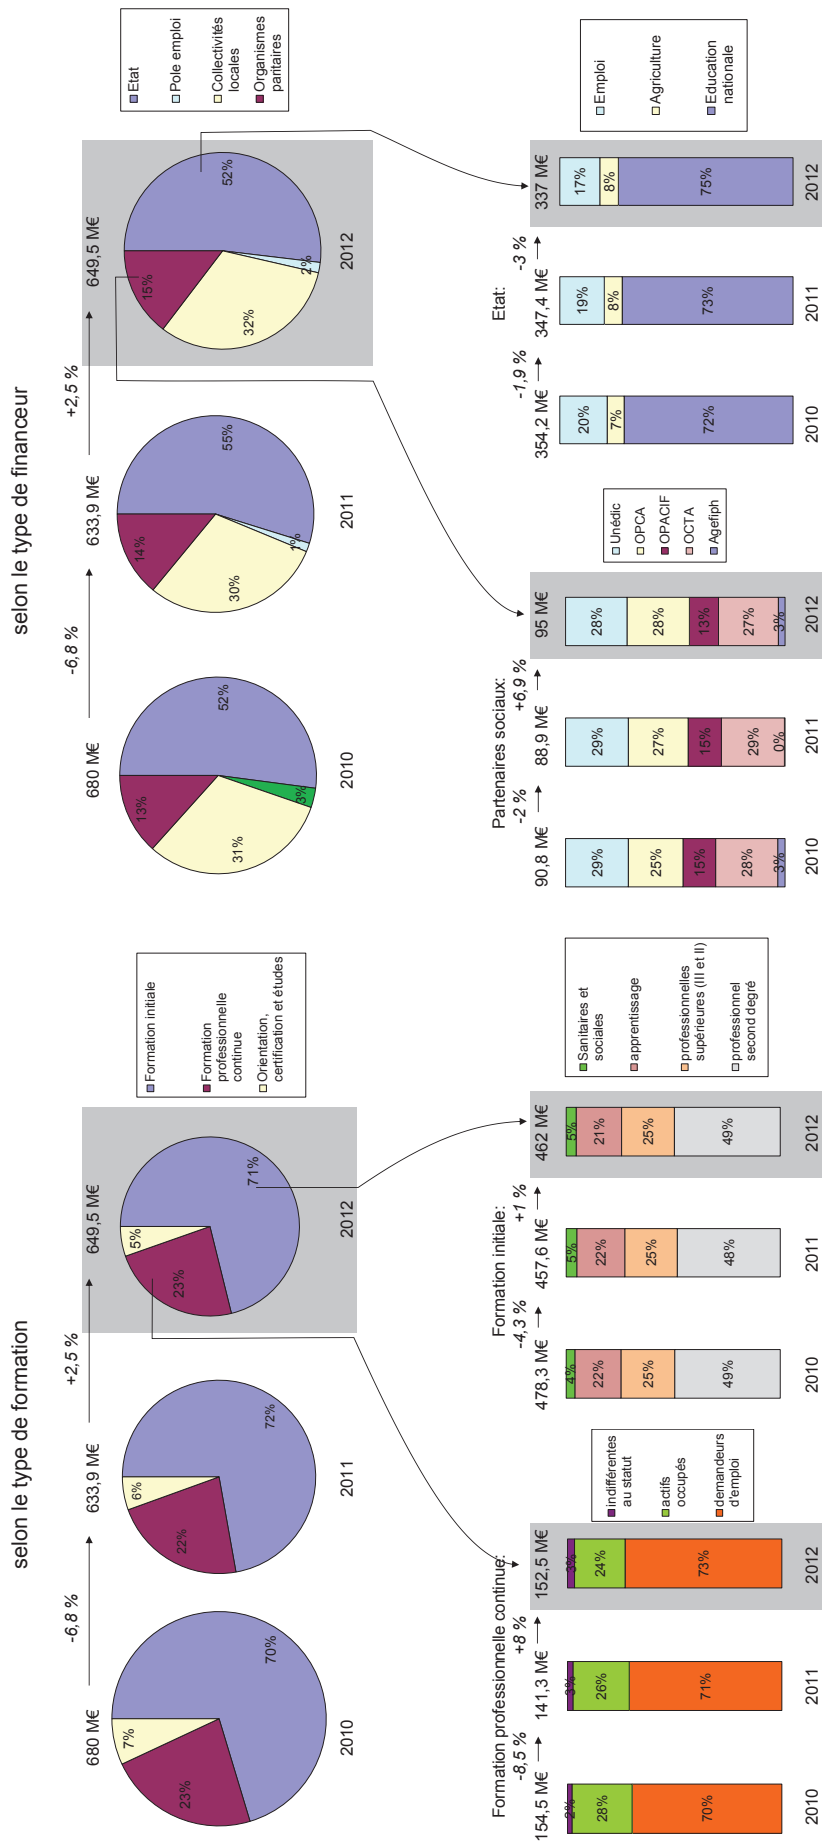 selon le type de formation
680 M€
-6,8 %
633,9 M€
+2,5 %
649,5 M€
7%
23%
70%
2010
6%
22%
72%
2011
5%
23%
71%
2012
Formation initiale
Formation
professionnelle
continue
Orientation,
certification et études
Formation professionnelle continue:
154,5 M€
-8,5 %
141,3 M€
+8 %
152,5 M€
2%
28%
70%
2010
3%
26%
71%
2011
3%
24%
73%
2012
indifférentes
au statut
actifs
occupés
demandeurs
d'emploi
Formation initiale:
478,3 M€
-4,3 %
457,6 M€
+1 %
462 M€
4%
22%
25%
49%
2010
5%
22%
25%
48%
2011
5%
21%
25%
49%
2012
Sanitaires et
sociales
apprentissage
professionnelles
supérieures (III et II)
professionnel
second degré
selon le type de financeur
680 M€
-6,8 %
633,9 M€
+2,5 %
649,5 M€
13%
31%
3%
52%
2010
14%
30%
1%
55%
2011
15%
32%
2%
52%
2012
Etat
Pole emploi
Collectivités
locales
Organismes
paritaires
Partenaires sociaux:
90,8 M€
-2 %
88,9 M€
+6,9 %
95 M€
29%
25%
15%
28%
3%
2010
29%
27%
15%
29%
0%
2011
28%
28%
13%
27%
3%
2012
Unédic
OPCA
OPACIF
OCTA
Agefiph
Etat:
354,2 M€
-1,9 %
347,4 M€
-3 %
337 M€
20%
7%
72%
2010
19%
8%
73%
2011
17%
8%
75%
2012
Emploi
Agriculture
Education
nationale